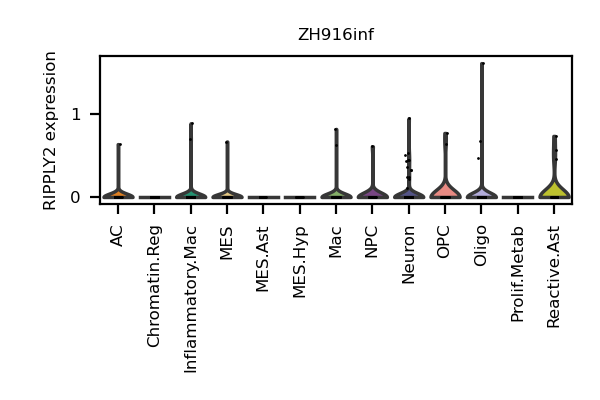 ZH916inf
RIPPLY2 expression
1
0
AC
Chromatin.Reg
Inflammatory.Mac
MES
MES.Ast
MES.Hyp
Mac
NPC
Neuron
OPC
Oligo
Prolif.Metab
Reactive.Ast